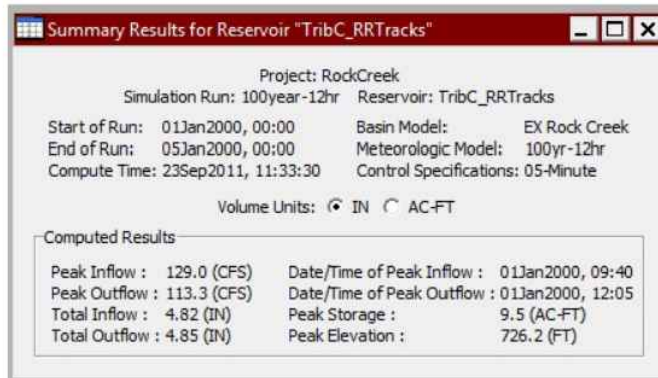 Summary Results for Reservoir "TribC_RRTracks"
Project: RockCreek
Simulation Run: 100year-12hr Reservoir: TribC_RRTracks
Start of Run: 01Jan2000, 00:00 Basin Model: EX Rock Creek
End of Run: 05Jan2000, 00:00 Meteorologic Model: 100yr-12hr
Compute Time: 23Sep2011, 11:33:30 Control Specifications: 05-Minute
Volume Units: IN AC-FT
Computed Results
Peak Inflow : 129.0 (CFS) Date/Time of Peak Inflow : 01Jan2000, 09:40
Peak Outflow : 113.3 (CFS) Date/Time of Peak Outflow : 01Jan2000, 12:05
Total Inflow : 4.82 (IN) Peak Storage : 9.5 (AC-FT)
Total Outflow : 4.85 (IN) Peak Elevation : 726.2 (FT)